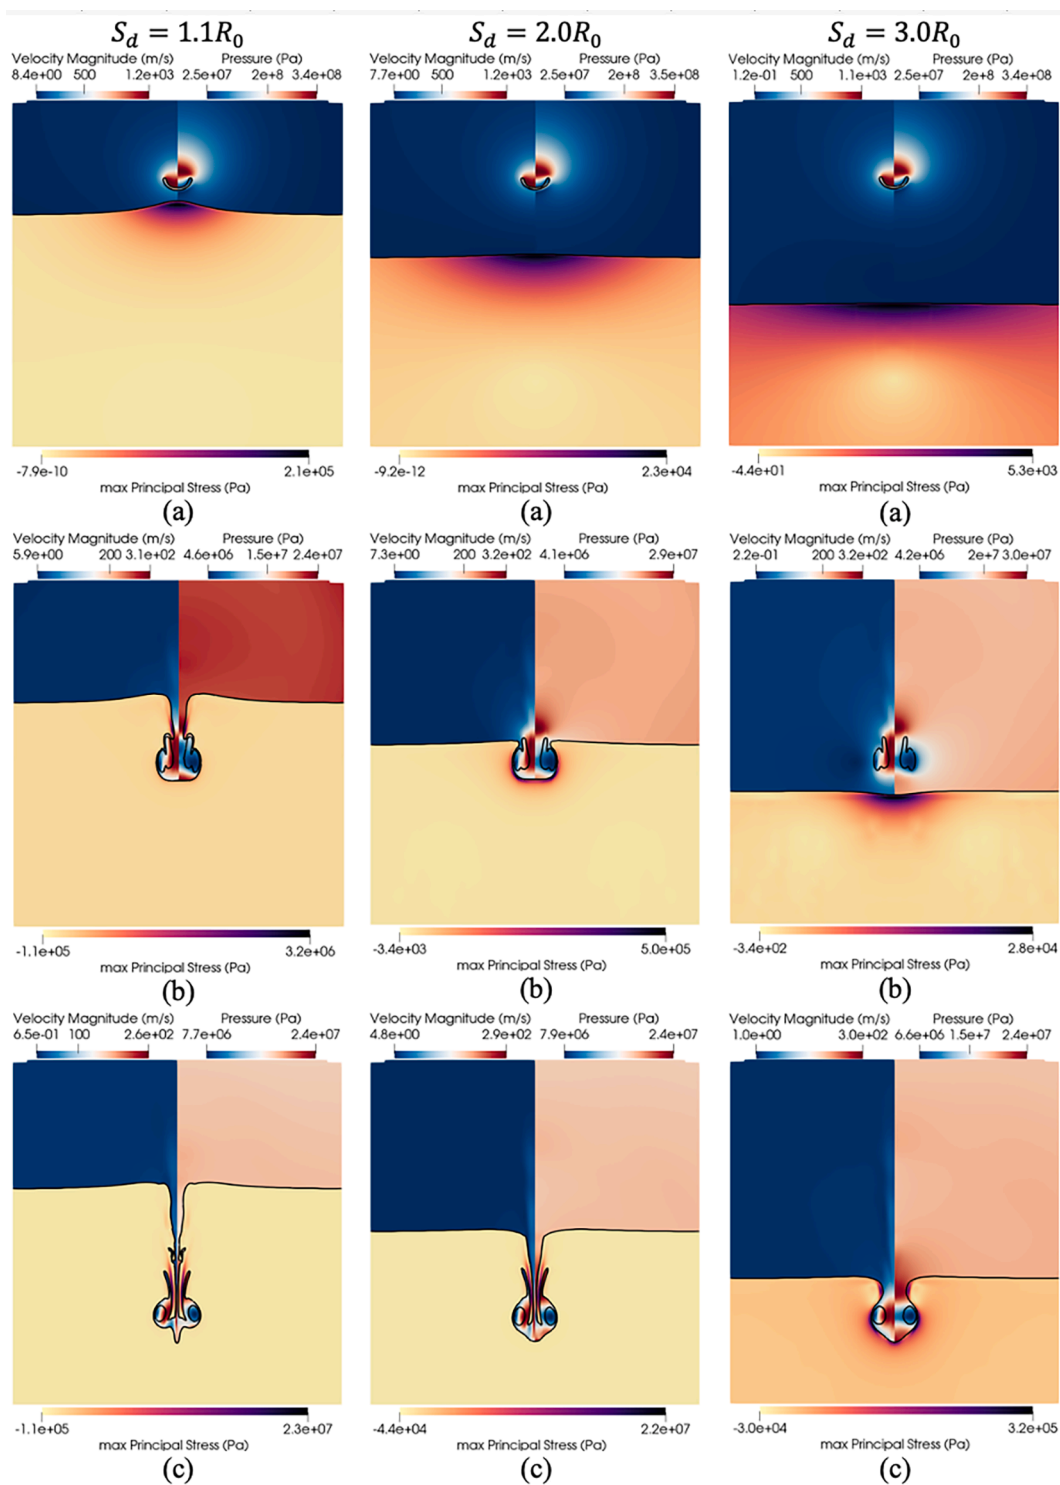 S_d = 1.1R_0 S_d = 2.0R_0 S_d = 3.0R_0
Velocity Magnitude (m/s) Pressure (Pa) Velocity Magnitude (m/s) Pressure (Pa) Velocity Magnitude (m/s) Pressure (Pa)
8.4e+00 500 1.2e+03 2.5e+07 2e+8 3.4e+08 7.7e+00 500 1.2e+03 2.5e+07 2e+8 3.5e+08 1.2e-01 500 1.1e+03 2.5e+07 2e+8 3.4e+08
-7.9e-10 2.1e+05 -9.2e-12 2.3e+04 -4.4e+01 5.3e+03
max Principal Stress (Pa) max Principal Stress (Pa) max Principal Stress (Pa)
(a) (a) (a)
Velocity Magnitude (m/s) Pressure (Pa) Velocity Magnitude (m/s) Pressure (Pa) Velocity Magnitude (m/s) Pressure (Pa)
5.9e+00 200 3.1e+02 4.6e+06 1.5e+7 2.4e+07 7.3e+00 200 3.2e+02 4.1e+06 2.9e+07 2.2e-01 200 3.2e+02 4.2e+06 2e+7 3.0e+07
-1.1e+05 3.2e+06 -3.4e+03 5.0e+05 -3.4e+02 2.8e+04
max Principal Stress (Pa) max Principal Stress (Pa) max Principal Stress (Pa)
(b) (b) (b)
Velocity Magnitude (m/s) Pressure (Pa) Velocity Magnitude (m/s) Pressure (Pa) Velocity Magnitude (m/s) Pressure (Pa)
6.5e-01 100 2.6e+02 7.7e+06 2.4e+07 4.8e+00 2.9e+02 7.9e+06 2.4e+07 1.0e+00 3.0e+02 6.6e+06 1.5e+7 2.4e+07
-1.1e+05 2.3e+07 -4.4e+04 2.2e+07 -3.0e+04 3.2e+05
max Principal Stress (Pa) max Principal Stress (Pa) max Principal Stress (Pa)
(c) (c) (c)